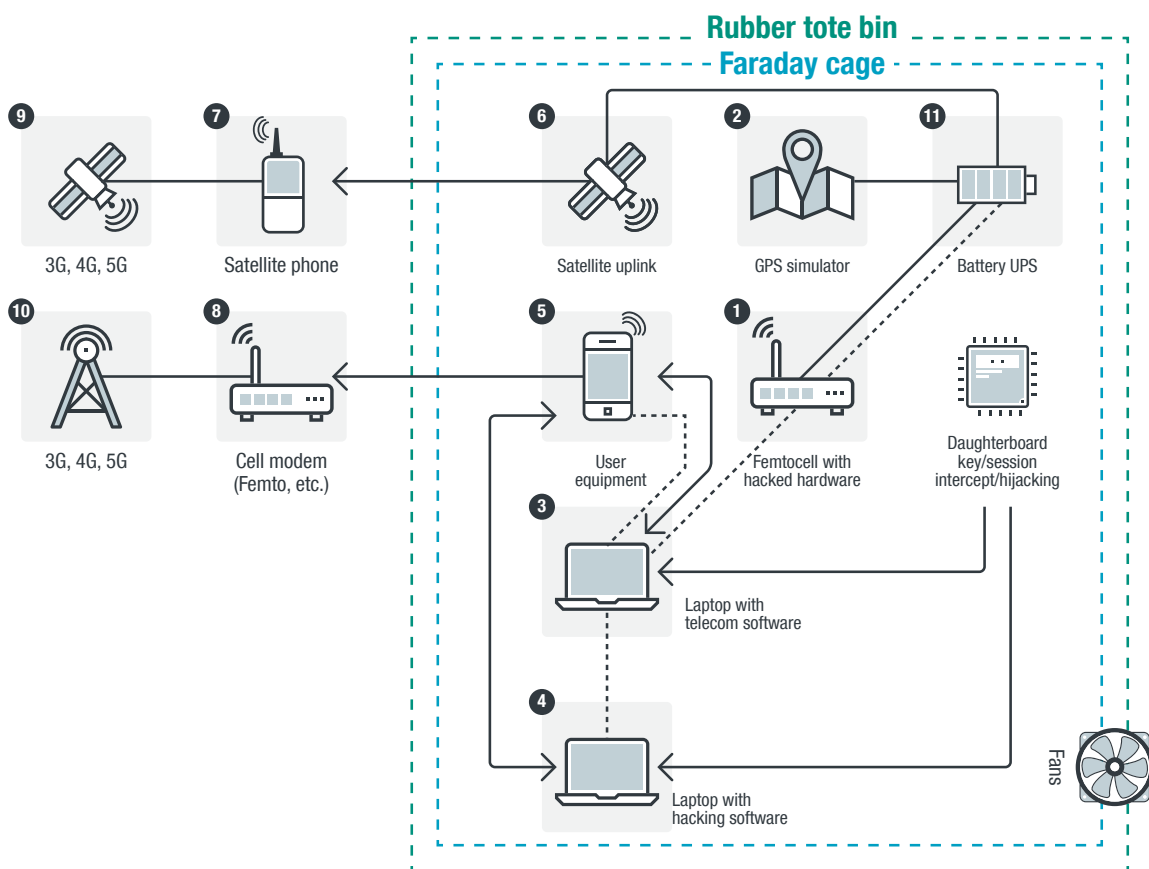 Rubber tote bin
Faraday cage
9
7
6
2
11
3G, 4G, 5G
Satellite phone
Satellite uplink
GPS simulator
Battery UPS
10
8
5
1
3G, 4G, 5G
Cell modem
(Femto, etc.)
User
equipment
Femtocell with
hacked hardware
Daughterboard
key/session
intercept/hijacking
3
Laptop with
telecom software
4
Laptop with
hacking software
Fans